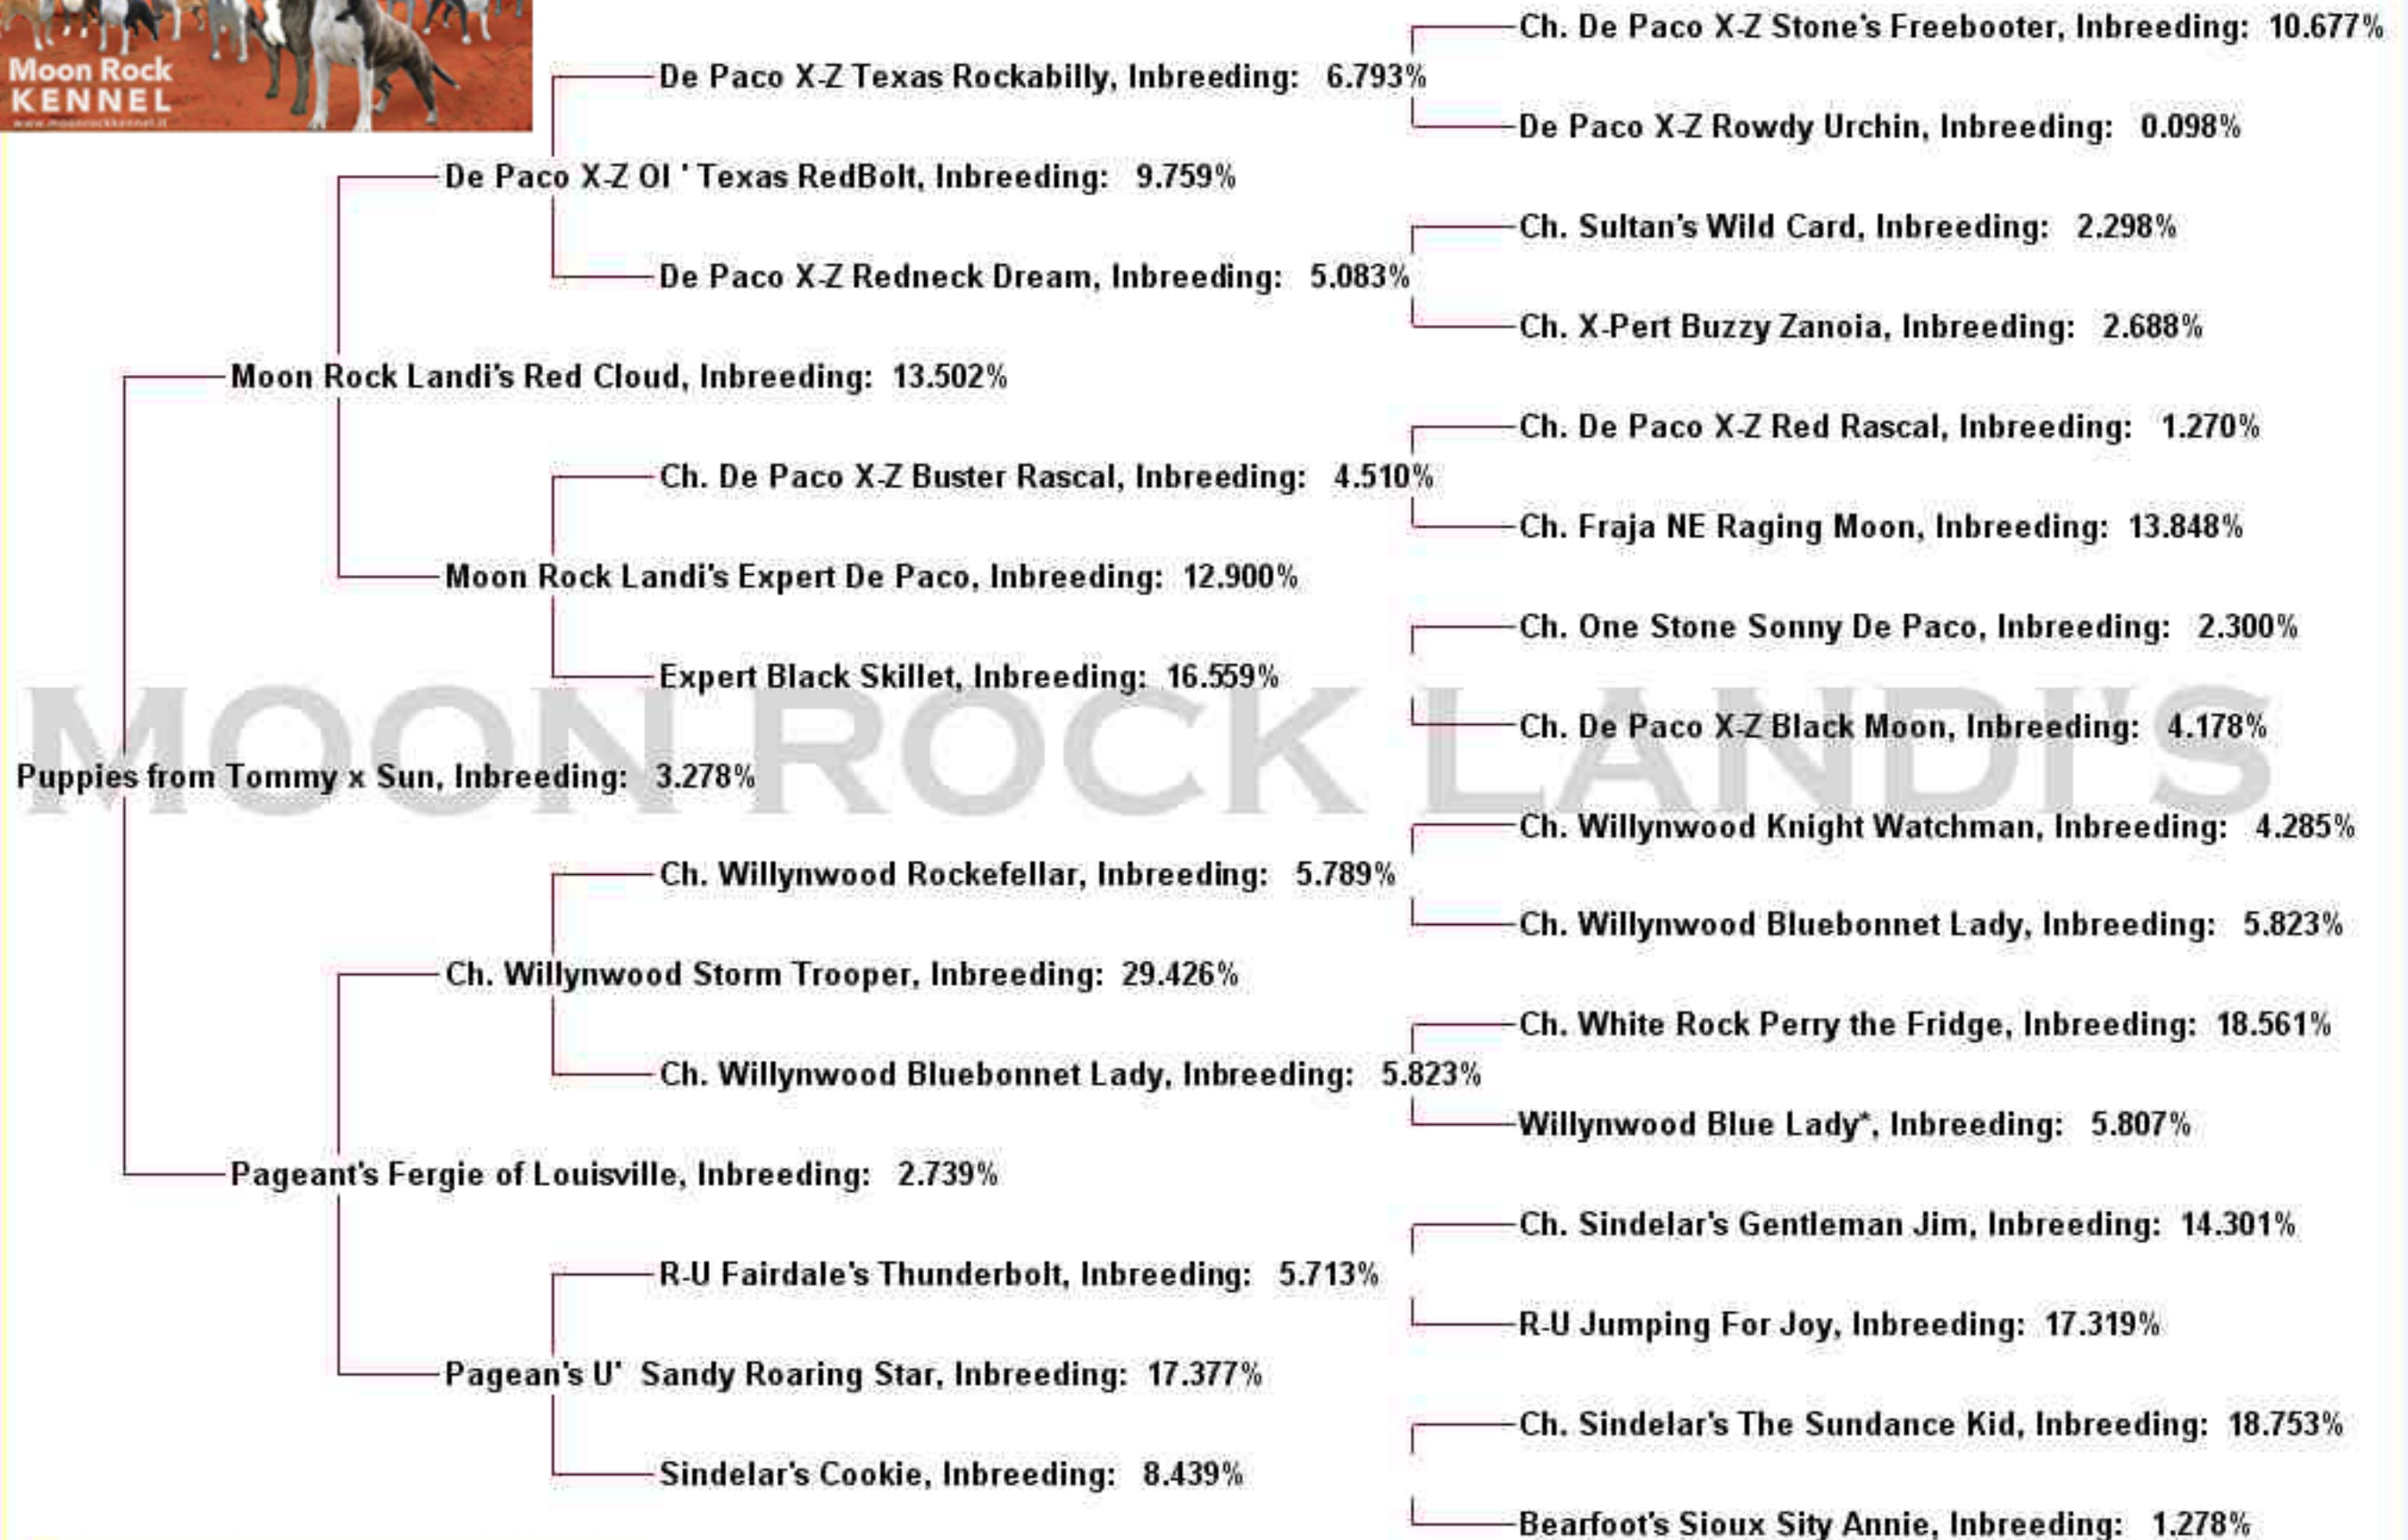 Moon Rock
KENNEL
www.moonrockkennel.it
Ch. De Paco X-Z Stone's Freebooter, Inbreeding: 10.677%
De Paco X-Z Texas Rockabilly, Inbreeding: 6.793%
De Paco X-Z Rowdy Urchin, Inbreeding: 0.098%
De Paco X-Z Ol ' Texas RedBolt, Inbreeding: 9.759%
Ch. Sultan's Wild Card, Inbreeding: 2.298%
De Paco X-Z Redneck Dream, Inbreeding: 5.083%
Ch. X-Pert Buzzy Zanoia, Inbreeding: 2.688%
Moon Rock Landi's Red Cloud, Inbreeding: 13.502%
Ch. De Paco X-Z Red Rascal, Inbreeding: 1.270%
Ch. De Paco X-Z Buster Rascal, Inbreeding: 4.510%
Ch. Fraja NE Raging Moon, Inbreeding: 13.848%
Moon Rock Landi's Expert De Paco, Inbreeding: 12.900%
Ch. One Stone Sonny De Paco, Inbreeding: 2.300%
Expert Black Skillet, Inbreeding: 16.559%
Ch. De Paco X-Z Black Moon, Inbreeding: 4.178%
MOON ROCK LANDI'S
Puppies from Tommy x Sun, Inbreeding: 3.278%
Ch. Willynwood Knight Watchman, Inbreeding: 4.285%
Ch. Willynwood Rockefellar, Inbreeding: 5.789%
Ch. Willynwood Bluebonnet Lady, Inbreeding: 5.823%
Ch. Willynwood Storm Trooper, Inbreeding: 29.426%
Ch. White Rock Perry the Fridge, Inbreeding: 18.561%
Ch. Willynwood Bluebonnet Lady, Inbreeding: 5.823%
Willynwood Blue Lady*, Inbreeding: 5.807%
Pageant's Fergie of Louisville, Inbreeding: 2.739%
Ch. Sindelar's Gentleman Jim, Inbreeding: 14.301%
R-U Fairdale's Thunderbolt, Inbreeding: 5.713%
R-U Jumping For Joy, Inbreeding: 17.319%
Pagean's U' Sandy Roaring Star, Inbreeding: 17.377%
Ch. Sindelar's The Sundance Kid, Inbreeding: 18.753%
Sindelar's Cookie, Inbreeding: 8.439%
Bearfoot's Sioux Sity Annie, Inbreeding: 1.278%